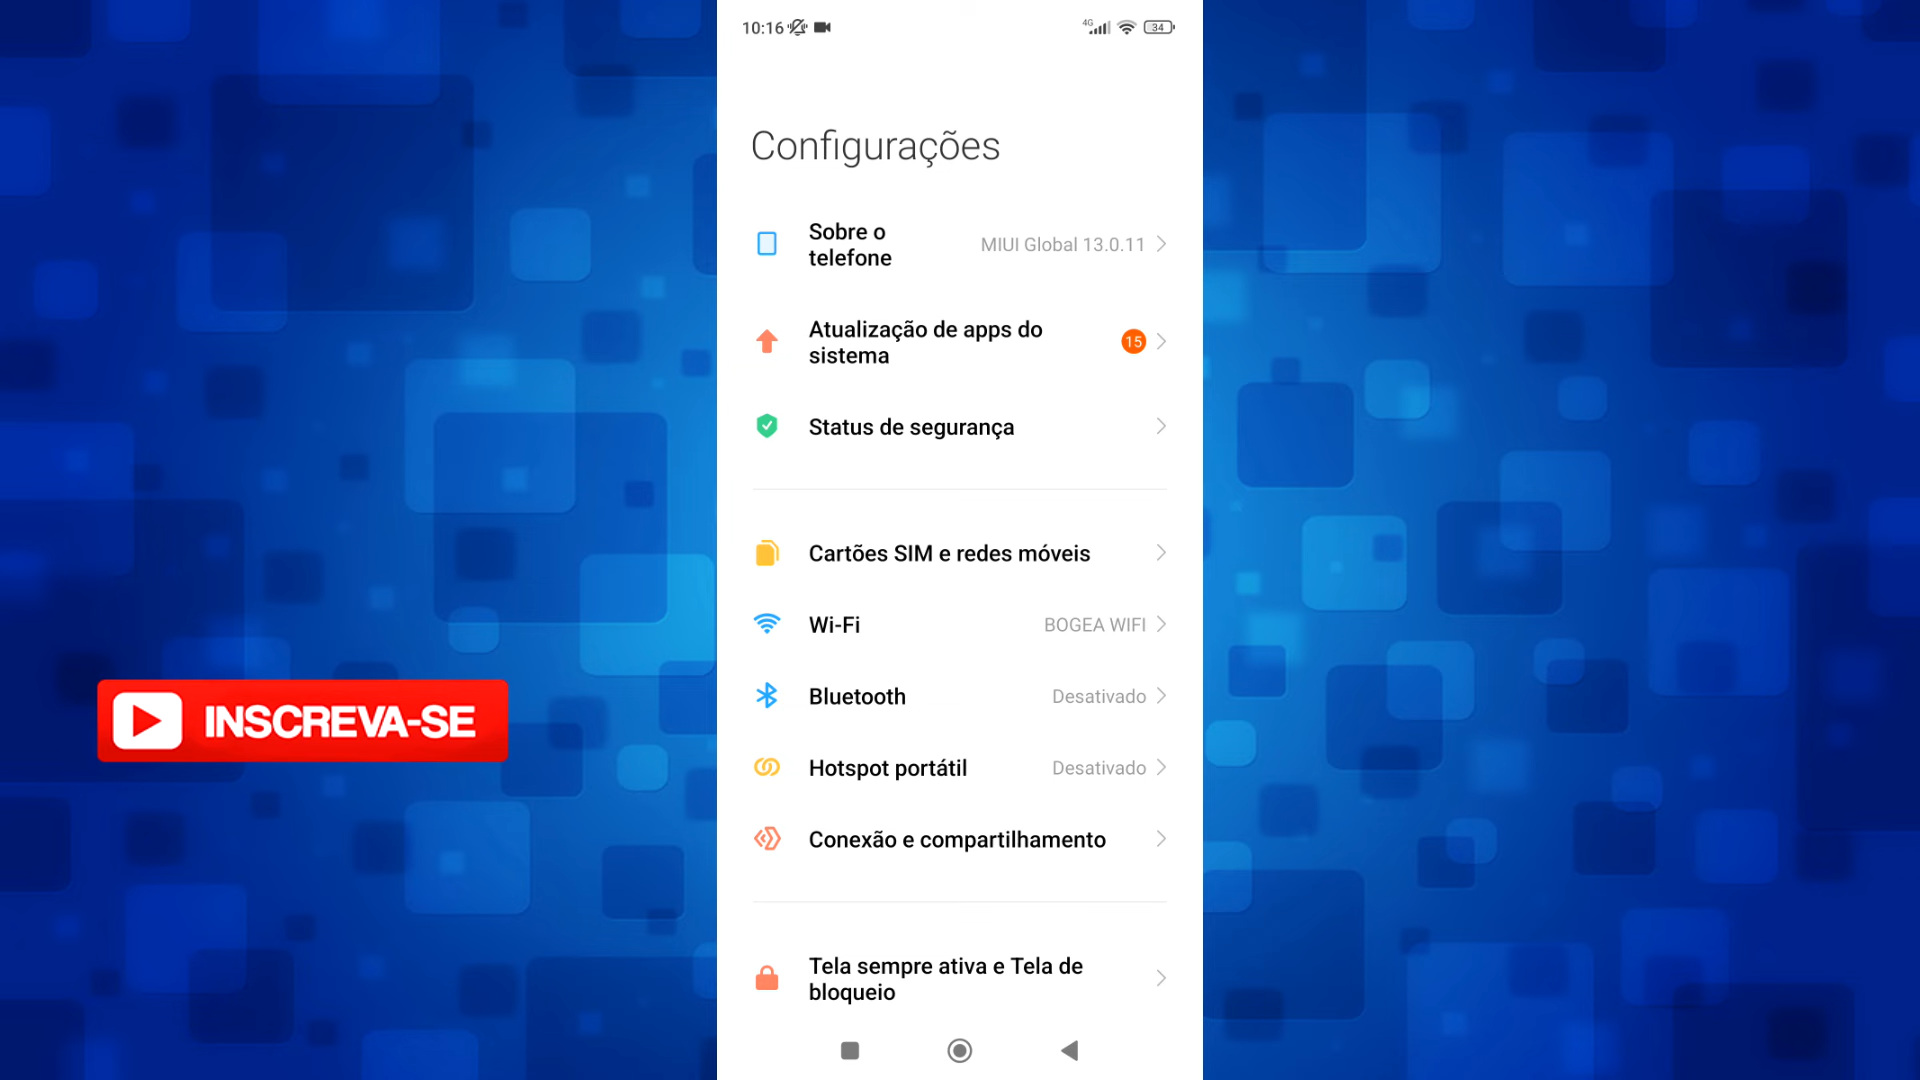 10:16
4G
34
Configurações
Sobre o
telefone
MIUI Global 13.0.11
Atualização de apps do
sistema
15
Status de segurança
Cartões SIM e redes móveis
Wi-Fi
BOGEA WIFI
Bluetooth
Desativado
Hotspot portátil
Desativado
Conexão e compartilhamento
Tela sempre ativa e Tela de
bloqueio
INSCREVA-SE